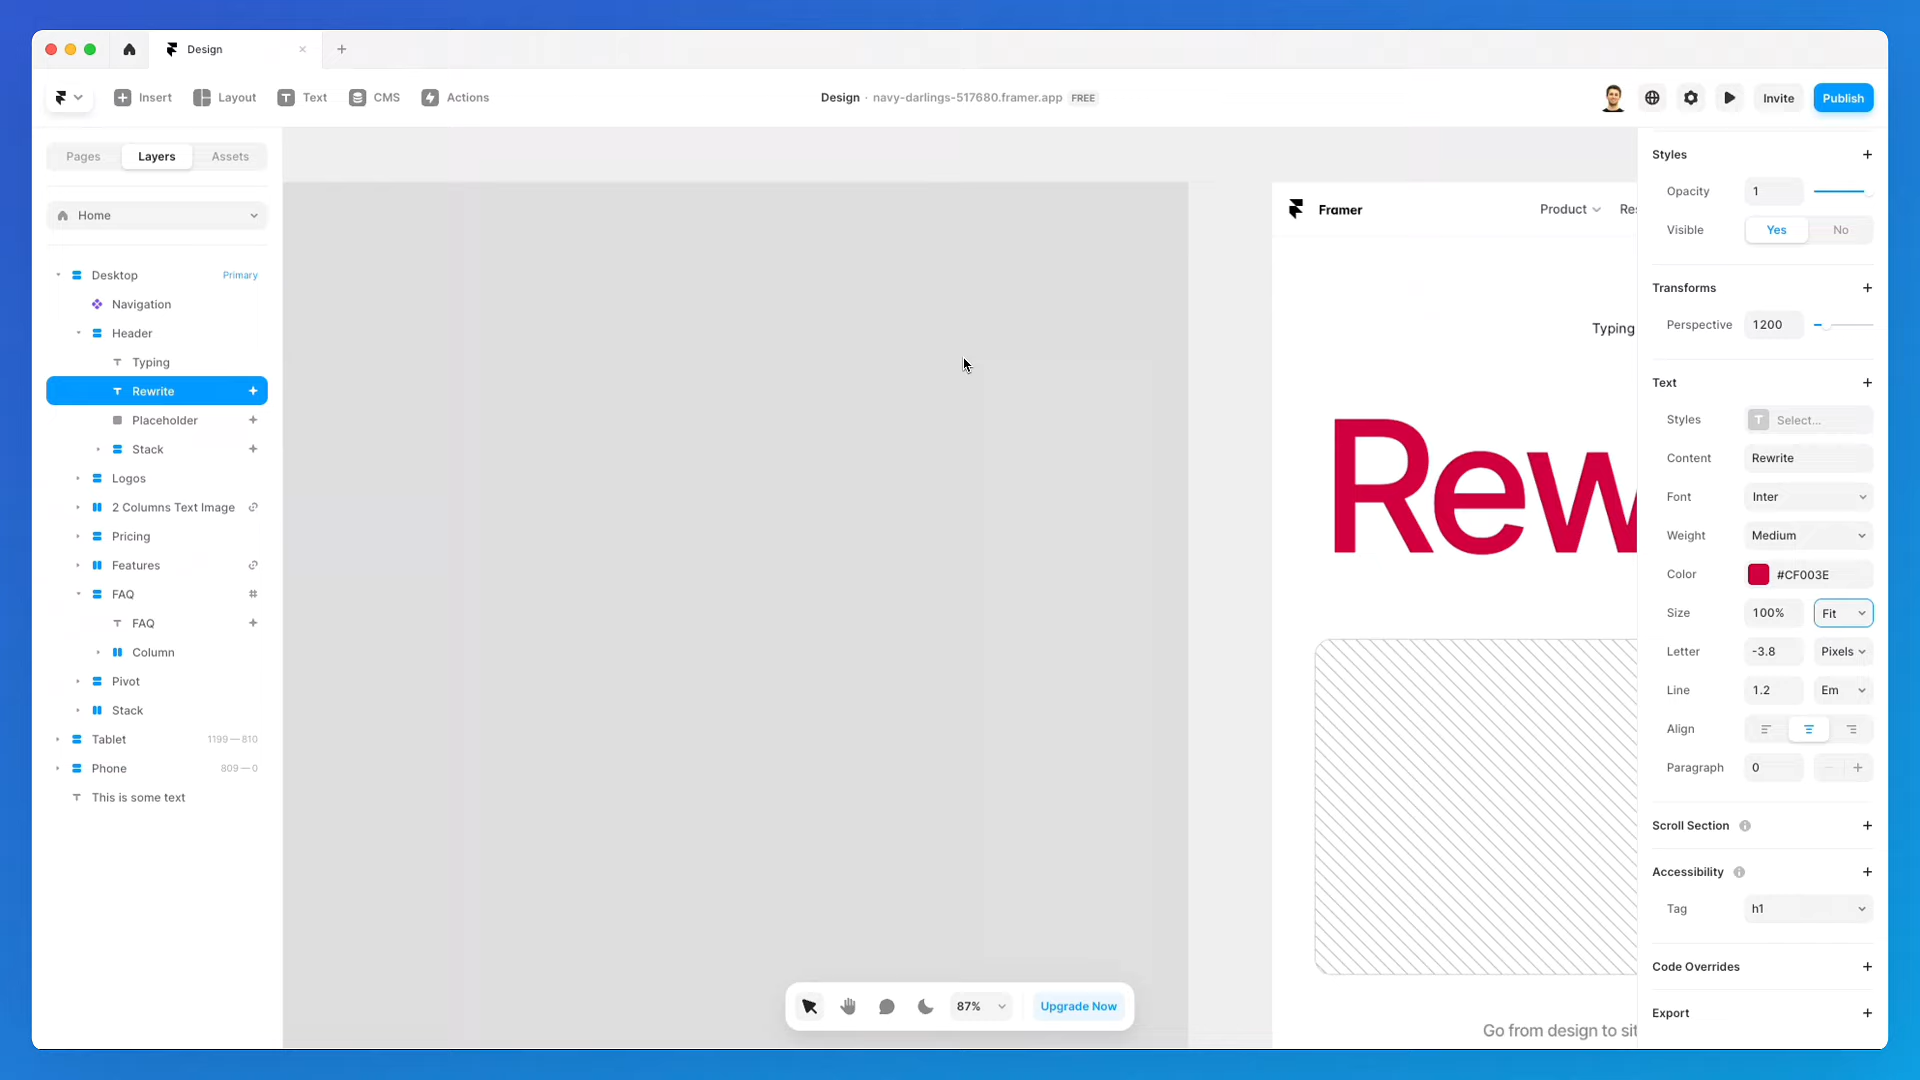 Design
Insert
Layout
Text
CMS
Actions
Design · navy-darlings-517680.framer.app FREE
Invite
Publish
Pages
Layers
Assets
Home
Desktop Primary
Navigation
Header
Typing
Rewrite
Placeholder
Stack
Logos
2 Columns Text Image
Pricing
Features
FAQ
FAQ
Column
Pivot
Stack
Tablet 1199—810
Phone 809—0
This is some text
Framer
Product
Res
Typing
Rew
Go from design to sit
87%
Upgrade Now
Styles
Opacity 1
Visible Yes No
Transforms
Perspective 1200
Text
Styles T Select...
Content Rewrite
Font Inter
Weight Medium
Color #CF003E
Size 100% Fit
Letter -3.8 Pixels
Line 1.2 Em
Align
Paragraph 0
Scroll Section
Accessibility
Tag h1
Code Overrides
Export